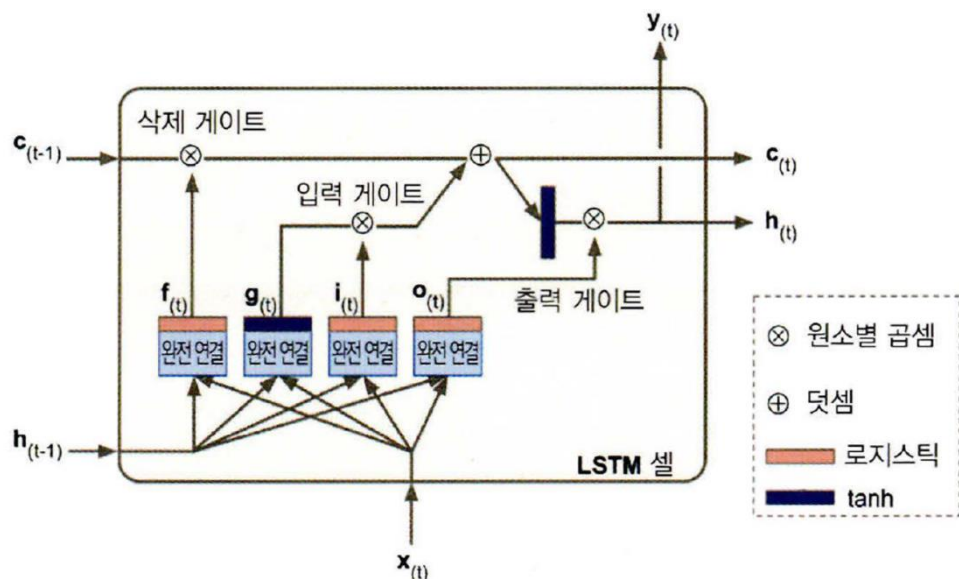 y(t)
삭제 게이트
c(t-1)
c(t)
입력 게이트
h(t)
f(t)
g(t)
i(t)
o(t)
출력 게이트
완전 연결
완전 연결
완전 연결
완전 연결
h(t-1)
LSTM 셀
x(t)
원소별 곱셈
덧셈
로지스틱
tanh